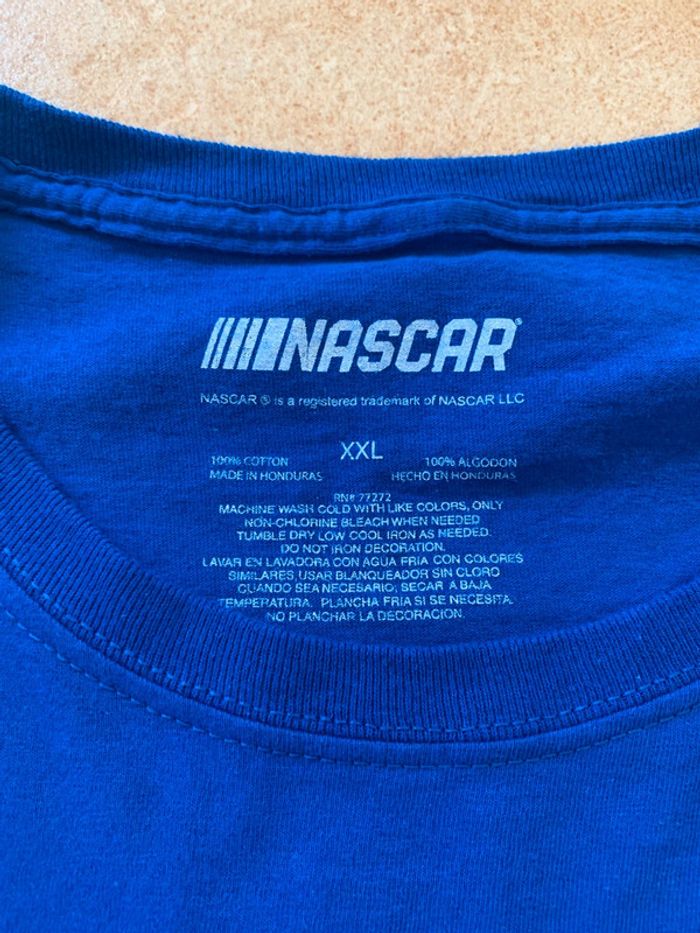 NASCAR®
NASCAR ® is a registered trademark of NASCAR LLC
XXL
100% COTTON
MADE IN HONDURAS
100% ALGODON
HECHO EN HONDURAS
RN# 77272
MACHINE WASH COLD WITH LIKE COLORS, ONLY
NON-CHLORINE BLEACH WHEN NEEDED
TUMBLE DRY LOW COOL IRON AS NEEDED.
DO NOT IRON DECORATION.
LAVAR EN LAVADORA CON AGUA FRIA CON COLORES
SIMILARES, USAR BLANQUEADOR SIN CLORO
CUANDO SEA NECESARIO; SECAR A BAJA
TEMPERATURA. PLANCHA FRIA SI SE NECESITA.
NO PLANCHAR LA DECORACION.